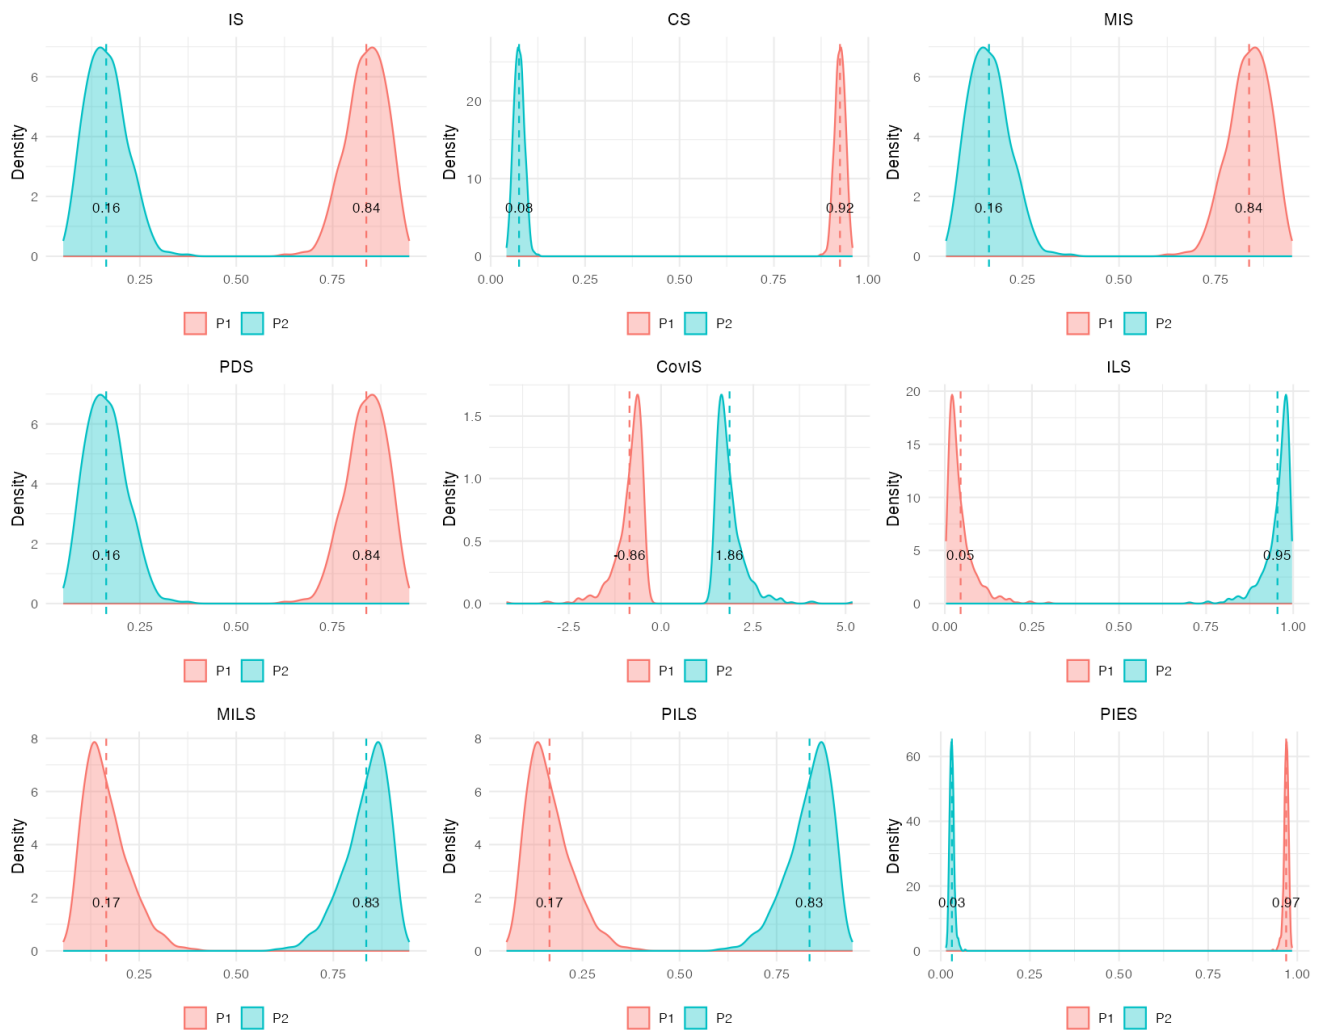 IS
Density
6
4
2
0
0.16
0.84
0.25 0.50 0.75
P1 P2
CS
Density
20
10
0
0.08
0.92
0.00 0.25 0.50 0.75 1.00
P1 P2
MIS
Density
6
4
2
0
0.16
0.84
0.25 0.50 0.75
P1 P2
PDS
Density
6
4
2
0
0.16
0.84
0.25 0.50 0.75
P1 P2
CovIS
Density
1.5
1.0
0.5
0.0
-0.86
1.86
-2.5 0.0 2.5 5.0
P1 P2
ILS
Density
20
15
10
5
0
0.05
0.95
0.00 0.25 0.50 0.75 1.00
P1 P2
MILS
Density
8
6
4
2
0
0.17
0.83
0.25 0.50 0.75
P1 P2
PILS
Density
8
6
4
2
0
0.17
0.83
0.25 0.50 0.75
P1 P2
PIES
Density
60
40
20
0
0.03
0.97
0.00 0.25 0.50 0.75 1.00
P1 P2